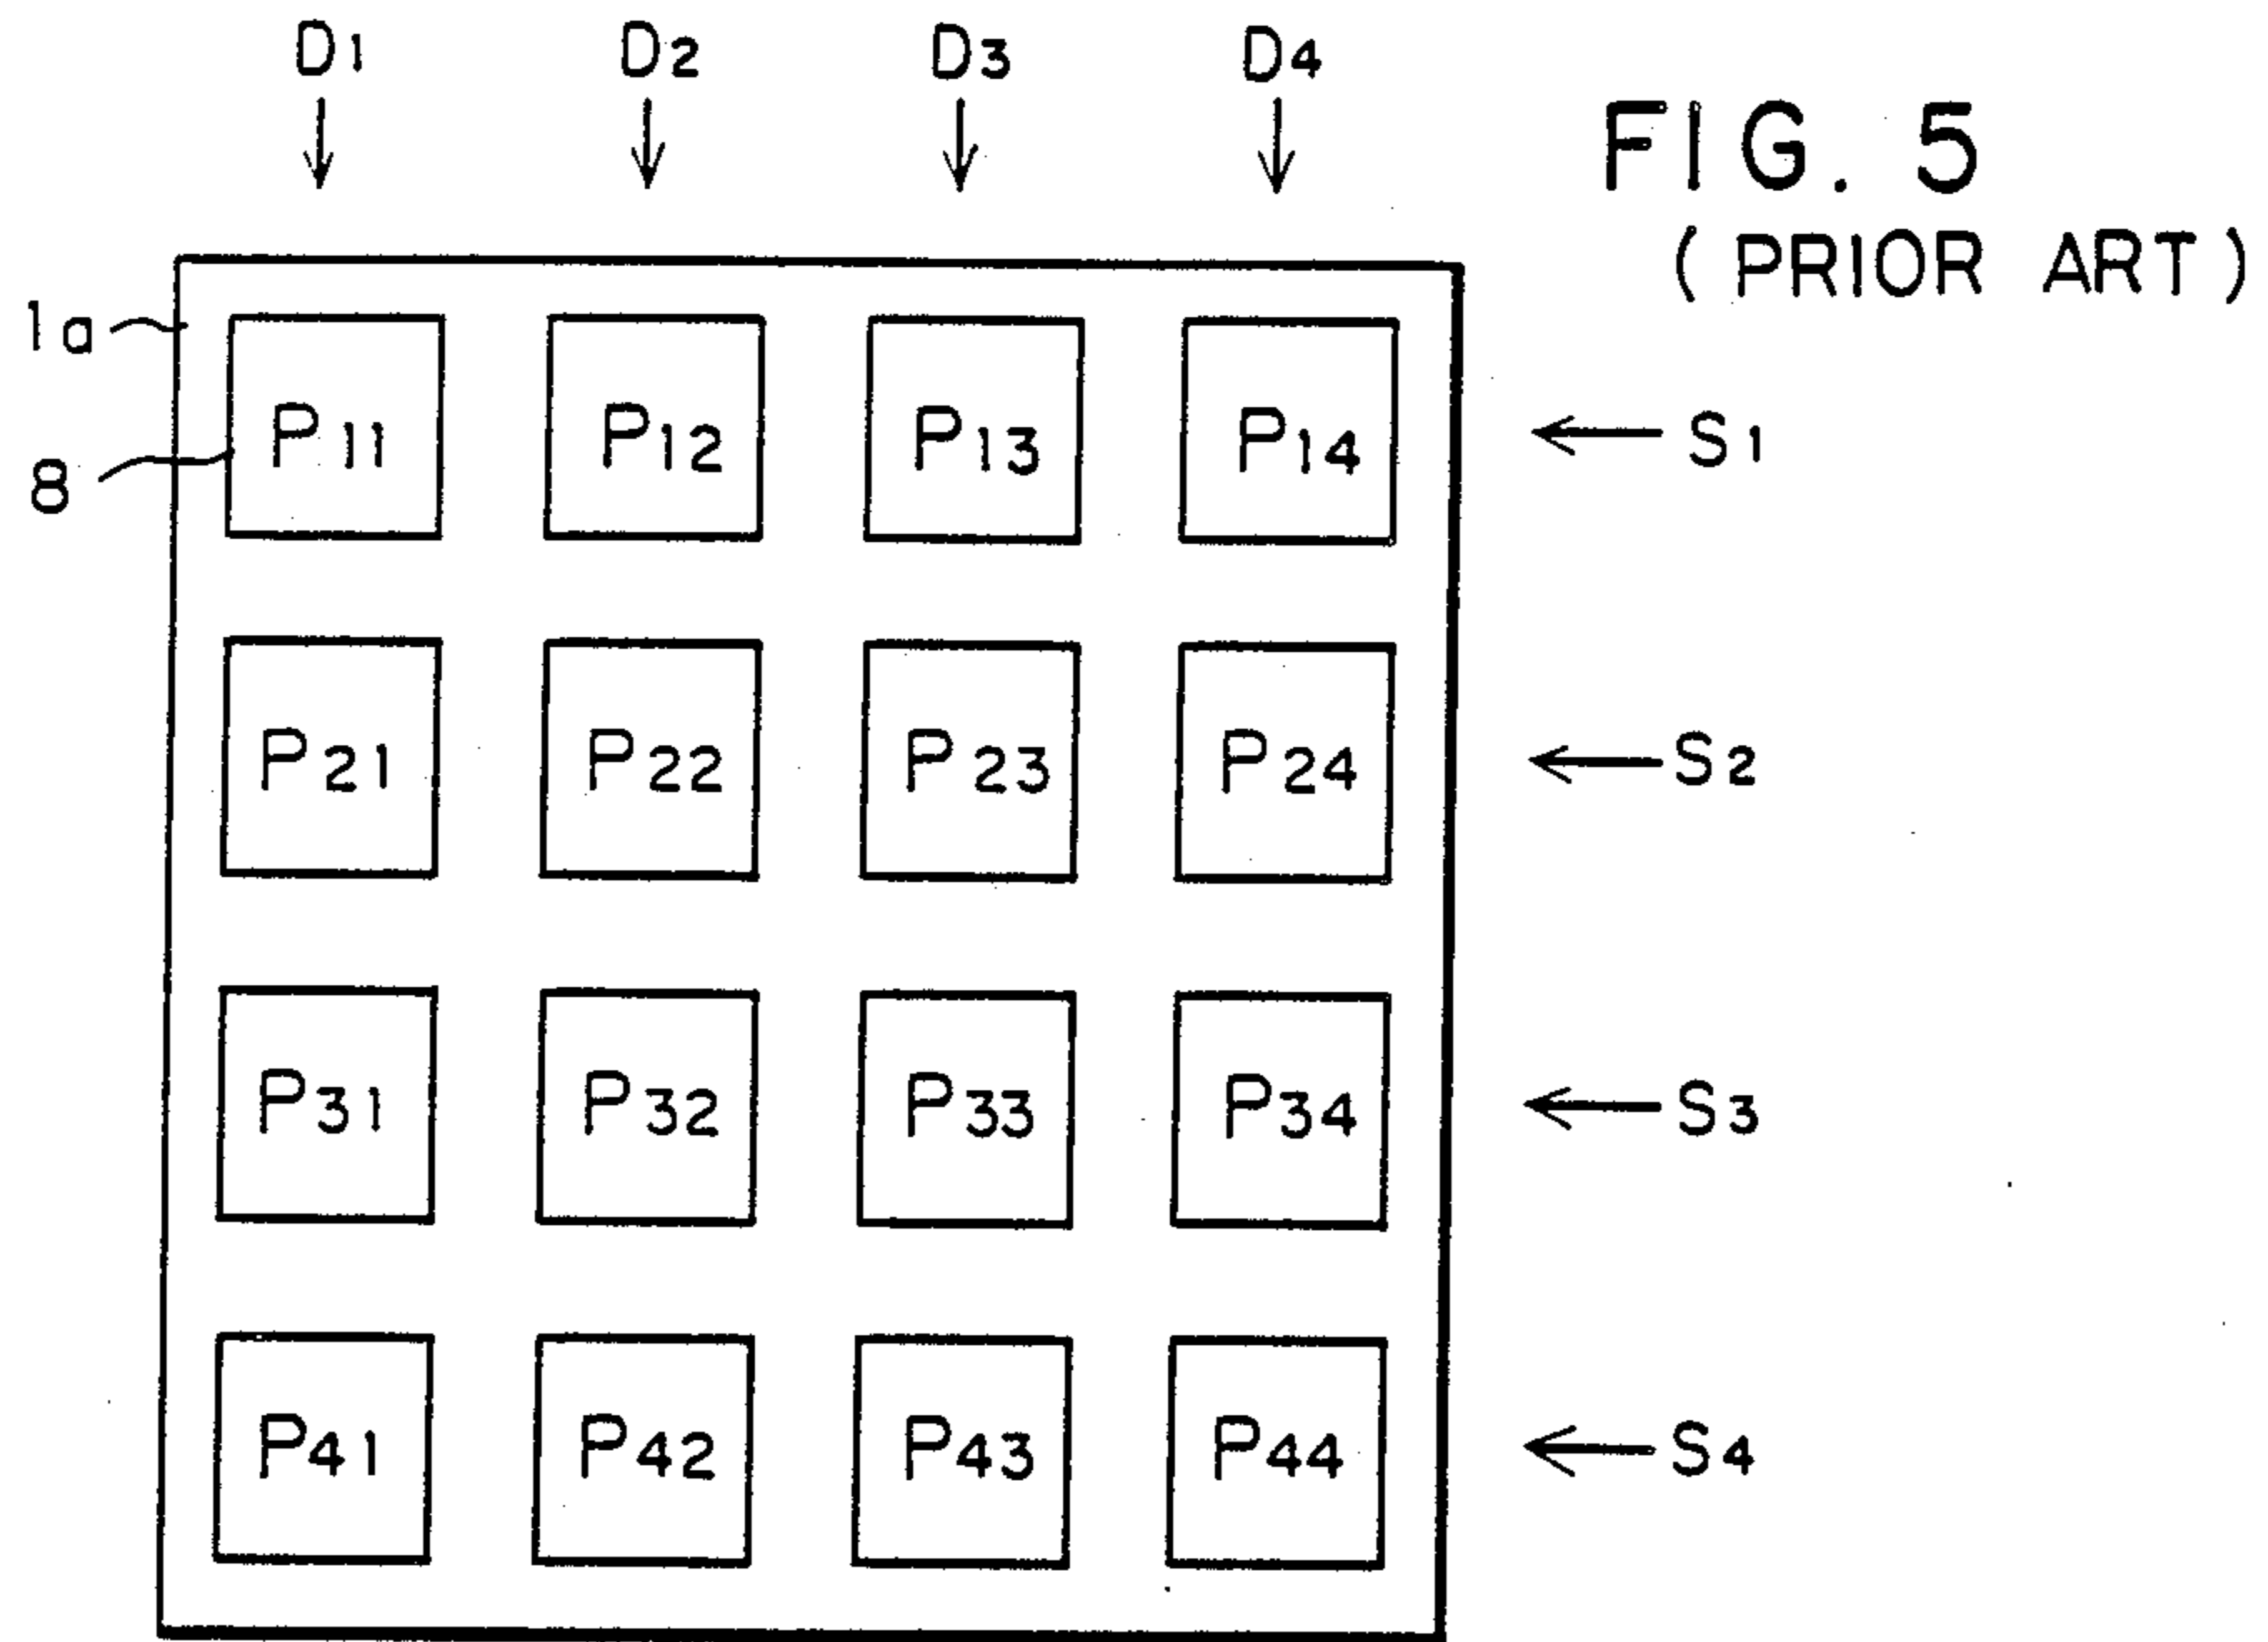 D1 D2 D3 D4
FIG. 5
(PRIOR ART)
1a
P11 P12 P13 P14 S1
8
P21 P22 P23 P24 S2
P31 P32 P33 P34 S3
P41 P42 P43 P44 S4